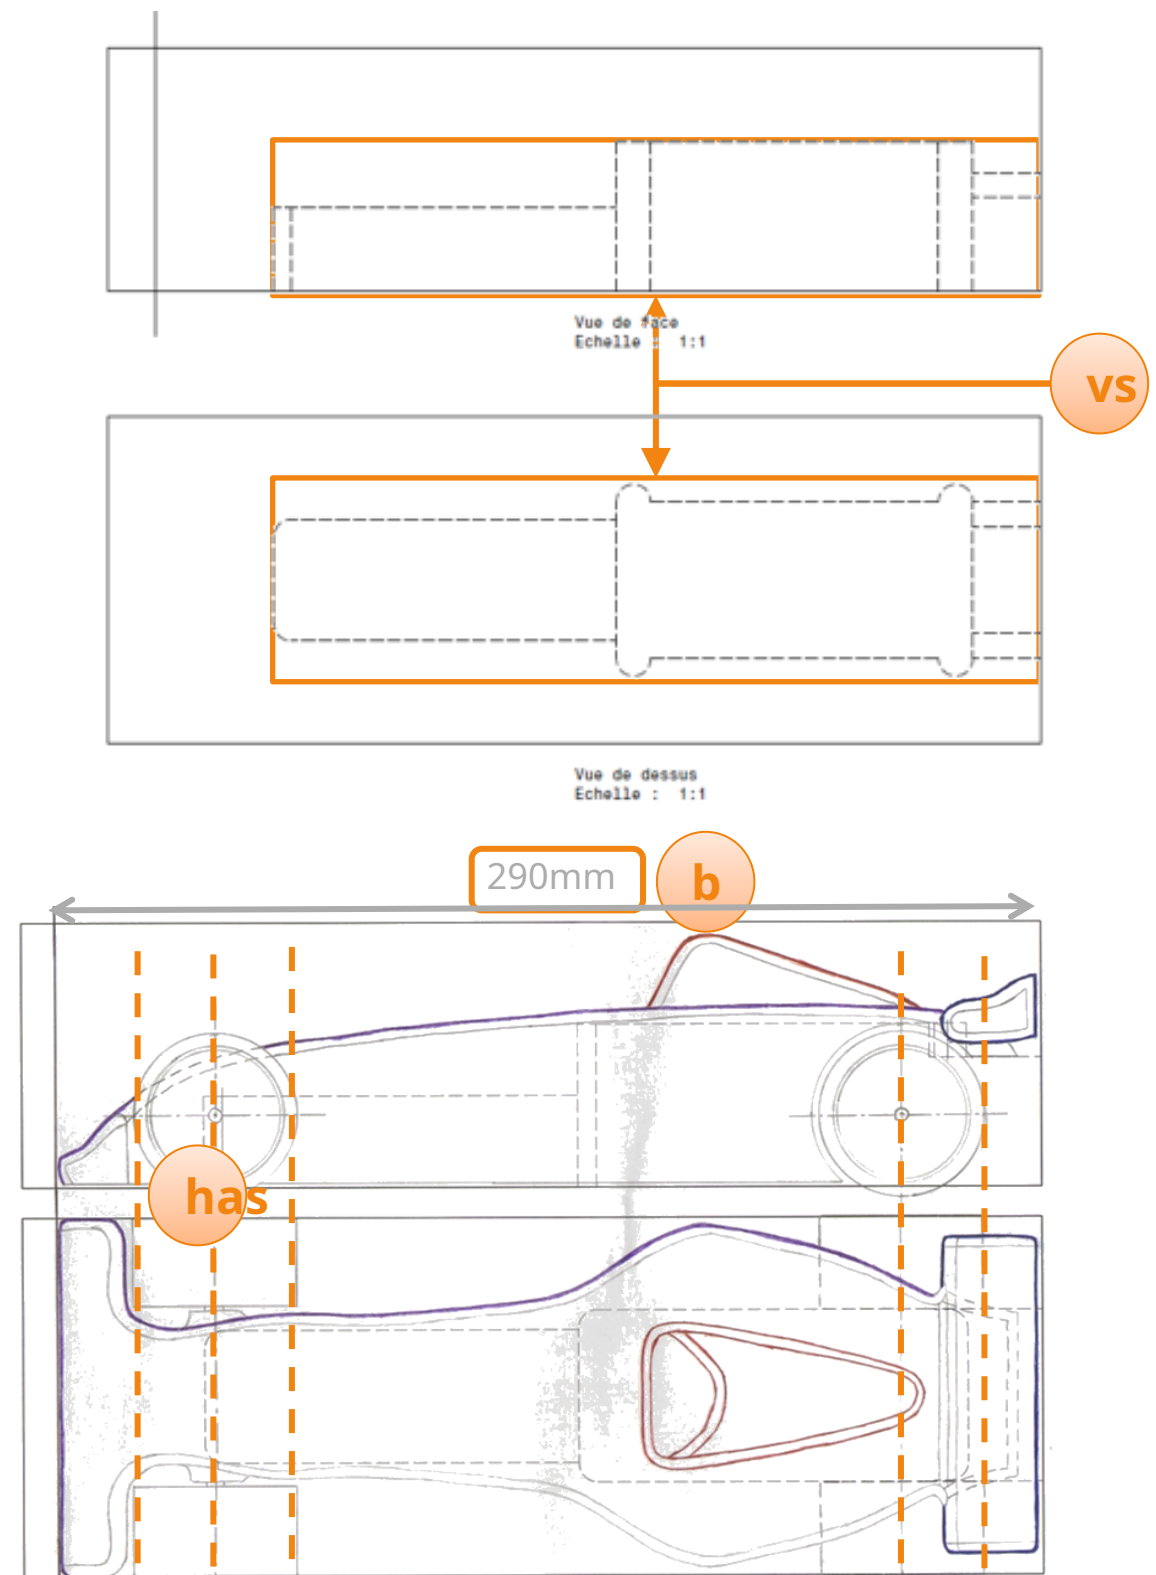 Vue de face
Echelle : 1:1
vs
Vue de dessus
Echelle : 1:1
290mm
b
has